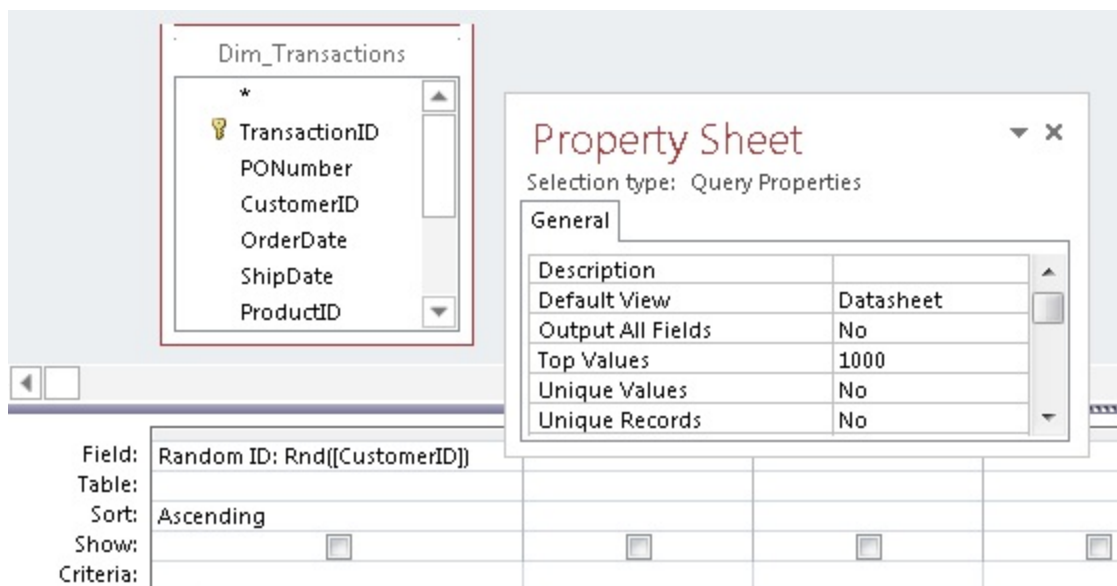 Dim_Transactions
*
TransactionID
PONumber
CustomerID
OrderDate
ShipDate
ProductID
Property Sheet
Selection type: Query Properties
General
Description
Default View Datasheet
Output All Fields No
Top Values 1000
Unique Values No
Unique Records No
Field: Random ID: Rnd([CustomerID])
Table:
Sort: Ascending
Show:
Criteria: